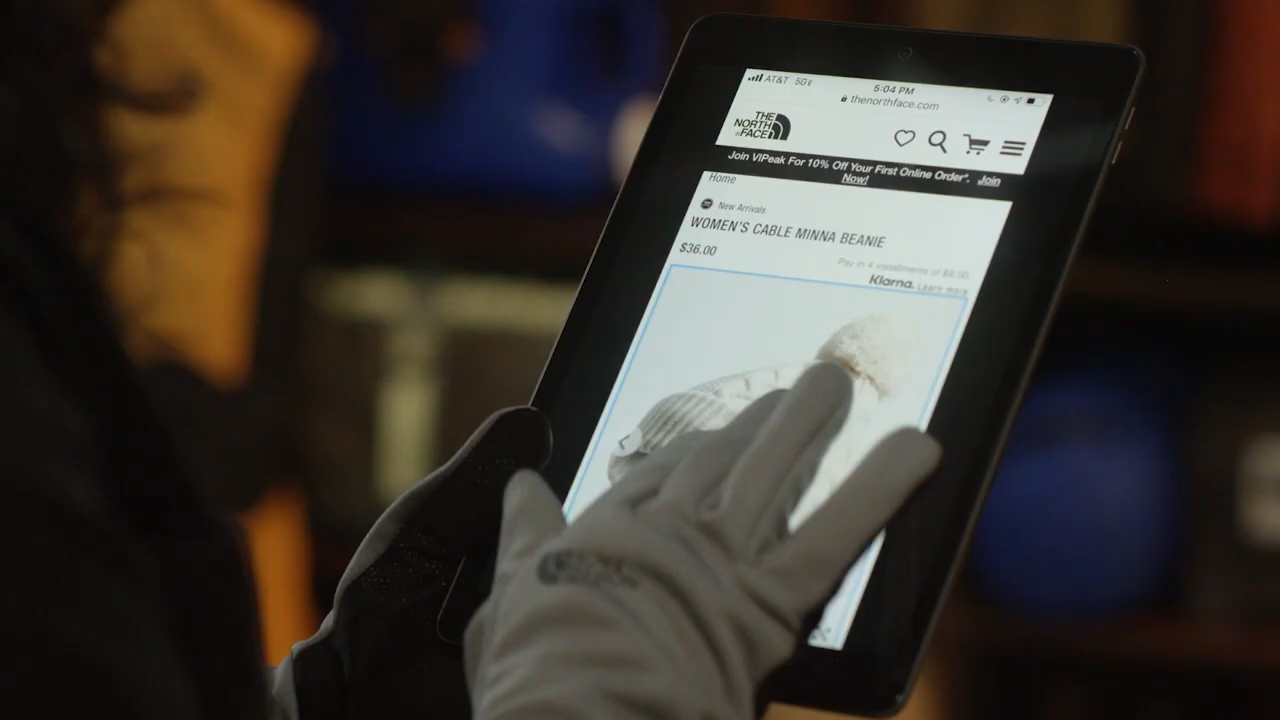 AT&T 5GE
5:04 PM
thenorthface.com
THE
NORTH
FACE
Join VIPeak For 10% Off Your First Online Order*. Join
Now!
Home
New Arrivals
WOMEN'S CABLE MINNA BEANIE
$36.00
Pay in 4 installments of $9.00.
Klarna. Learn more